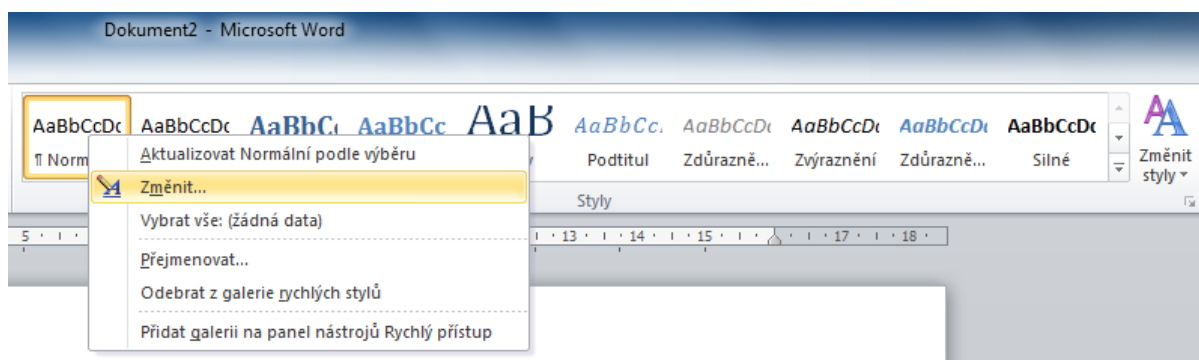 Dokument2 - Microsoft Word
AaBbCcDc AaBbCcDc AaBbC AaBbCc AaB AaBbCc. AaBbCcDc AaBbCcDc AaBbCcDc AaBbCcDc
¶ Norm Podtitul Zdůrazně... Zvýraznění Zdůrazně... Silné
Změnit
styly
Styly
Aktualizovat Normální podle výběru
Změnit...
Vybrat vše: (žádná data)
Přejmenovat...
Odebrat z galerie rychlých stylů
Přidat galerii na panel nástrojů Rychlý přístup
5 13 14 15 17 18